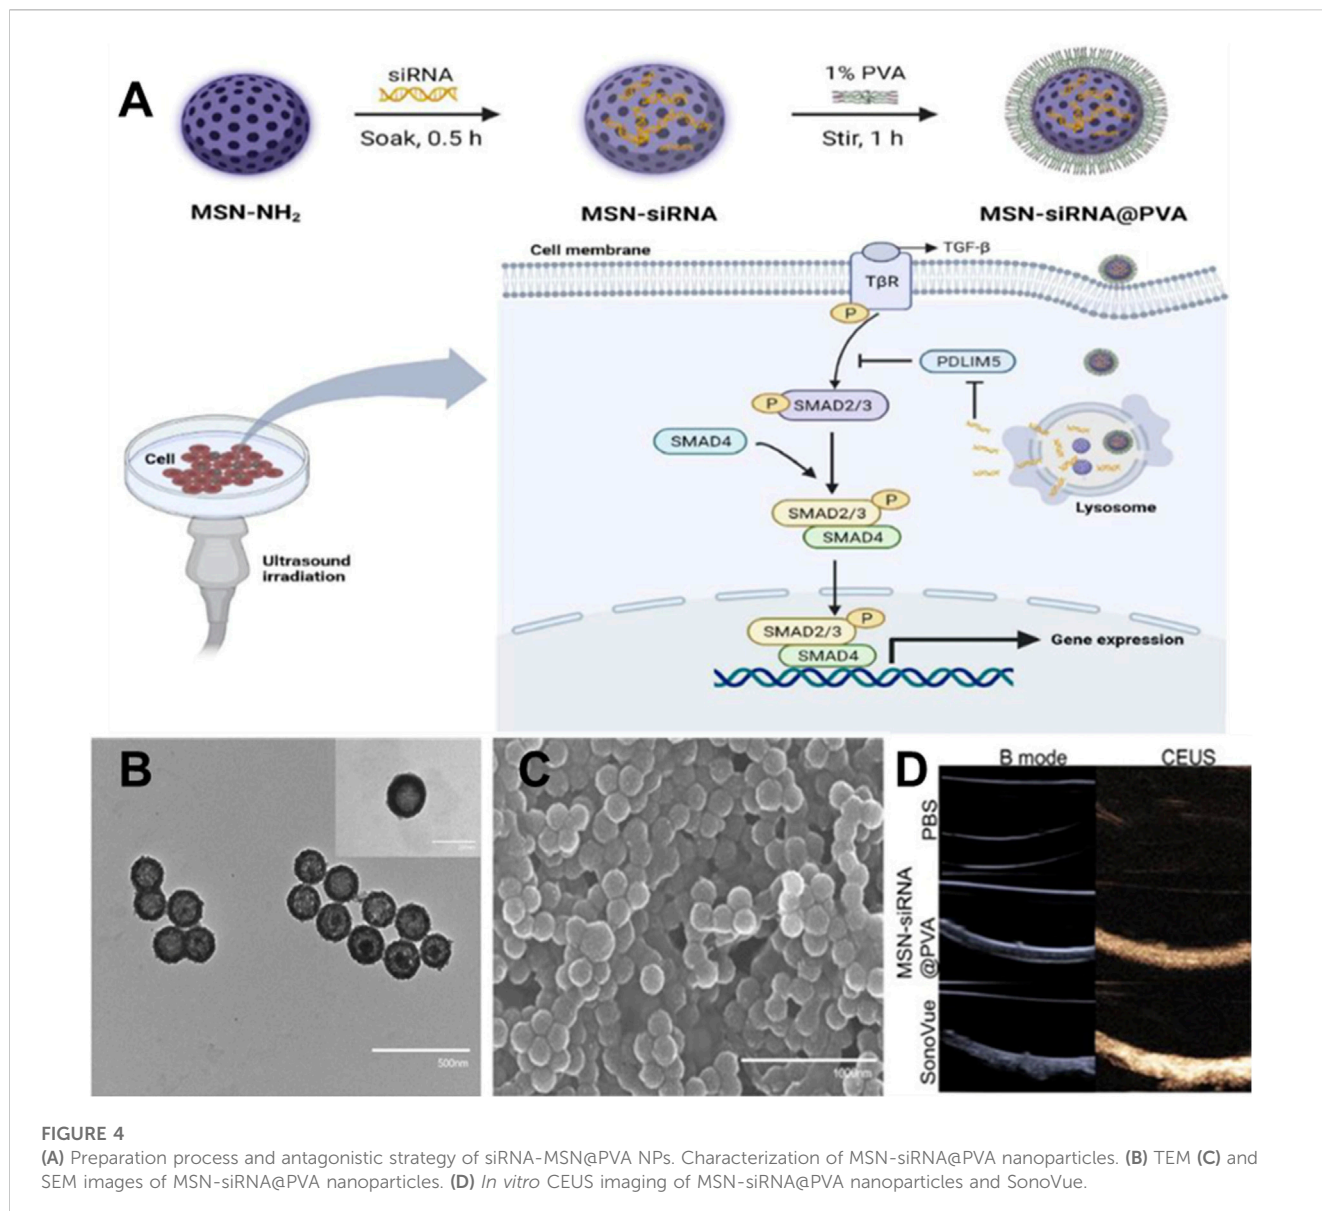 A
siRNA
Soak, 0.5 h
1% PVA
Stir, 1 h
MSN-NH₂
MSN-siRNA
MSN-siRNA@PVA
Cell membrane
TGF-β
TβR
P
PDLIM5
P
SMAD2/3
SMAD4
P
SMAD2/3
SMAD4
Lysosome
Cell
Ultrasound
irradiation
P
SMAD2/3
SMAD4
Gene expression
B
500nm
C
1000nm
D
B mode
CEUS
PBS
MSN-siRNA
@PVA
SonoVue
FIGURE 4
(A) Preparation process and antagonistic strategy of siRNA-MSN@PVA NPs. Characterization of MSN-siRNA@PVA nanoparticles. (B) TEM (C) and
SEM images of MSN-siRNA@PVA nanoparticles. (D) In vitro CEUS imaging of MSN-siRNA@PVA nanoparticles and SonoVue.